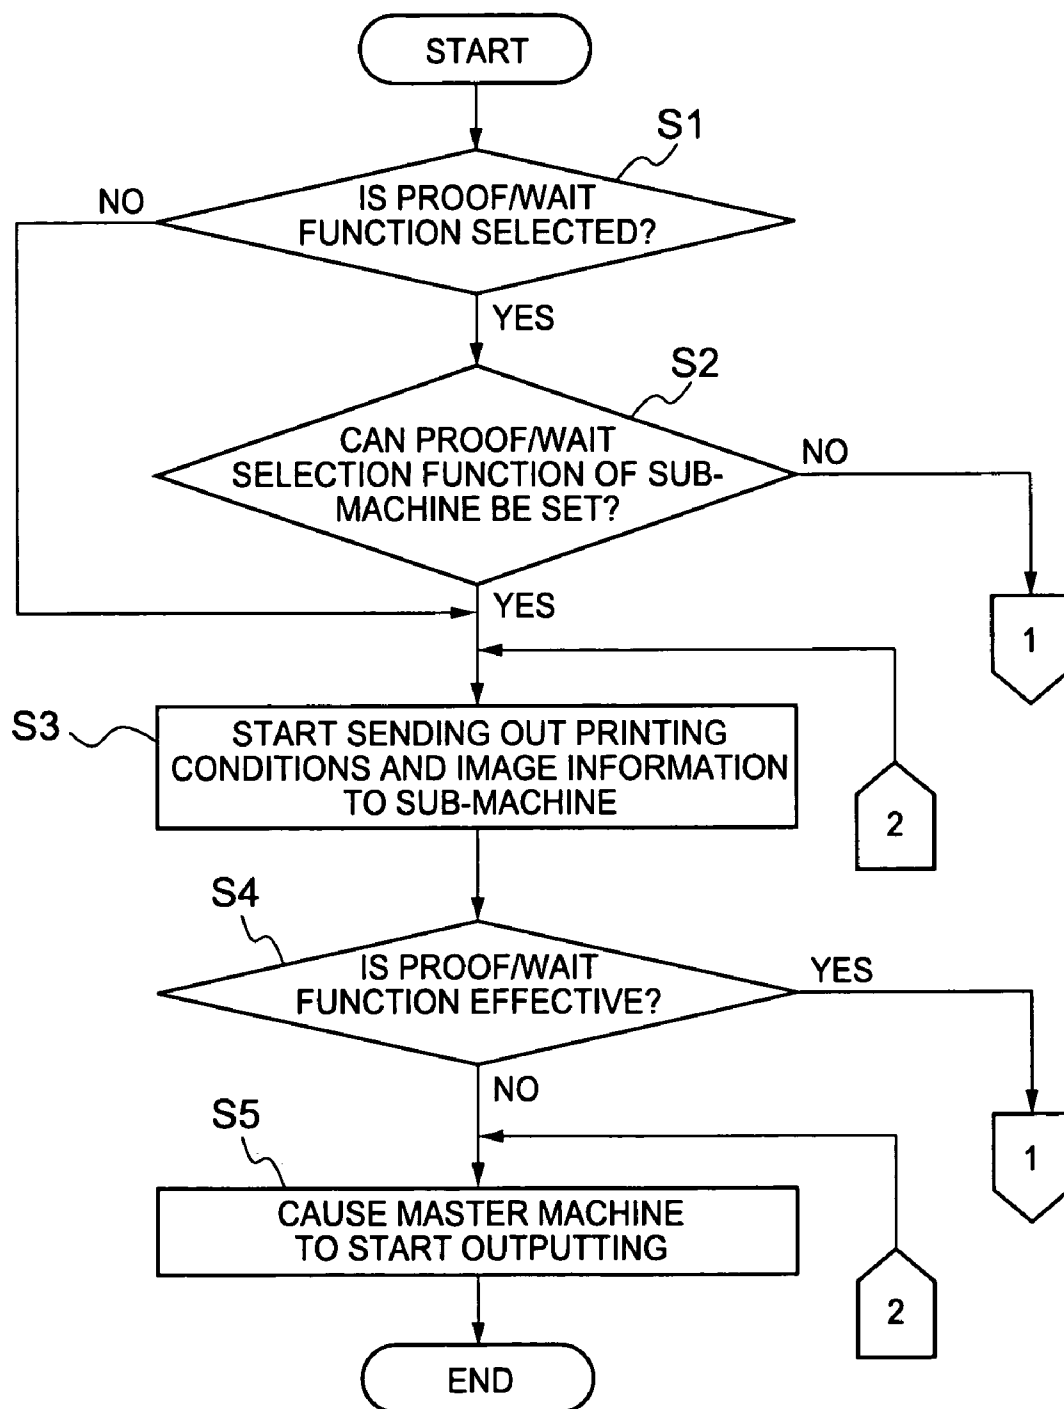 START
S1
NO
IS PROOF/WAIT
FUNCTION SELECTED?
YES
S2
CAN PROOF/WAIT
SELECTION FUNCTION OF SUB-
MACHINE BE SET?
NO
YES
1
S3
START SENDING OUT PRINTING
CONDITIONS AND IMAGE INFORMATION
TO SUB-MACHINE
2
S4
IS PROOF/WAIT
FUNCTION EFFECTIVE?
YES
NO
1
S5
CAUSE MASTER MACHINE
TO START OUTPUTTING
2
END